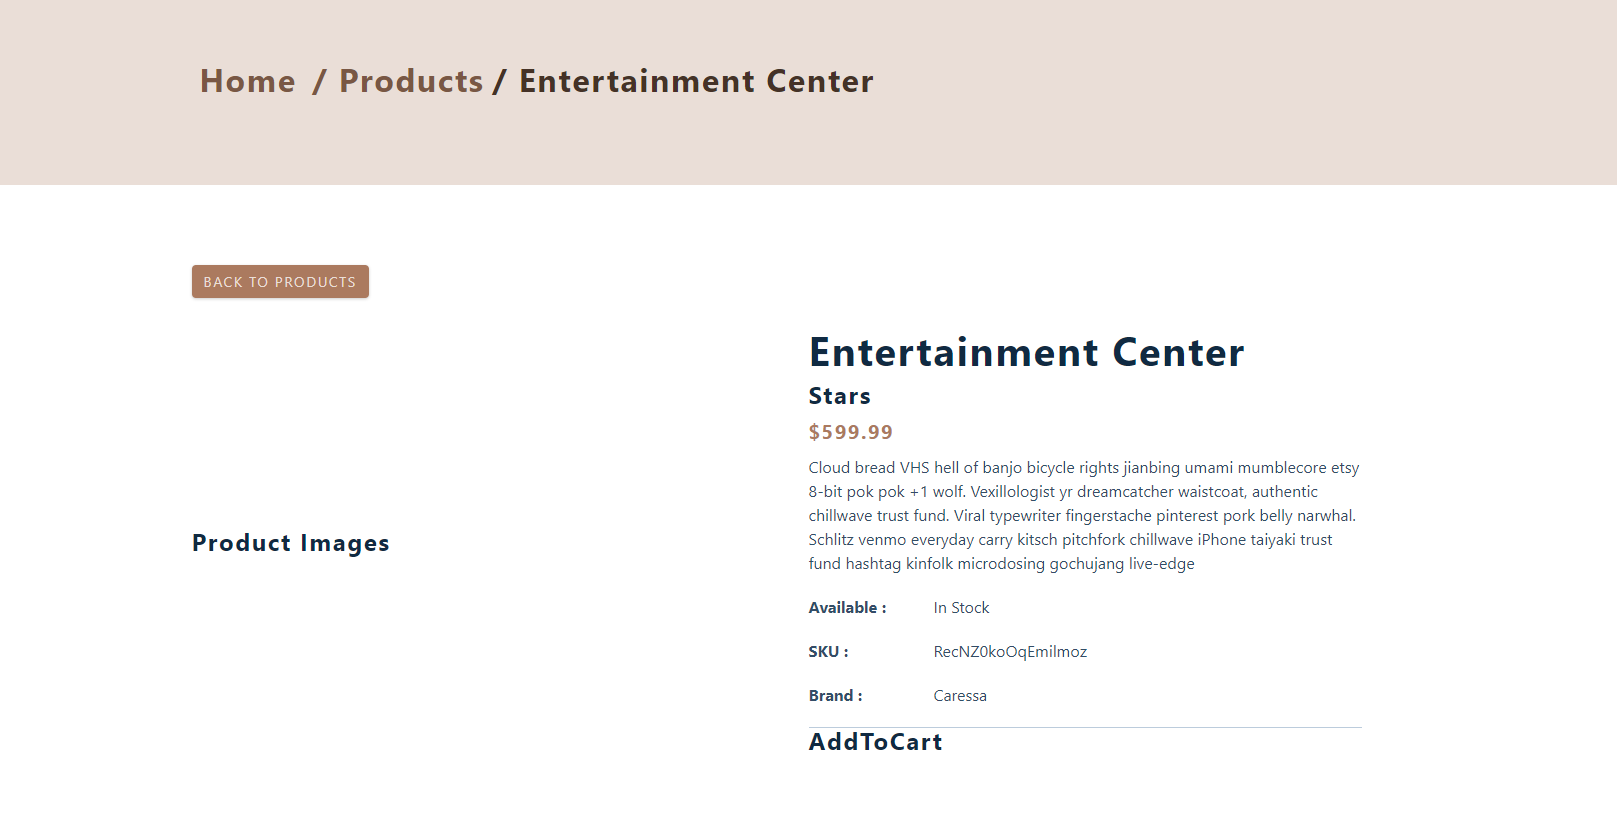 Home / Products / Entertainment Center
BACK TO PRODUCTS
Product Images
Entertainment Center
Stars
$599.99
Cloud bread VHS hell of banjo bicycle rights jianbing umami mumblecore etsy
8-bit pok pok +1 wolf. Vexillologist yr dreamcatcher waistcoat, authentic
chillwave trust fund. Viral typewriter fingerstache pinterest pork belly narwhal.
Schlitz venmo everyday carry kitsch pitchfork chillwave iPhone taiyaki trust
fund hashtag kinfolk microdosing gochujang live-edge
Available : In Stock
SKU : RecNZ0koOqEmilmoz
Brand : Caressa
AddToCart